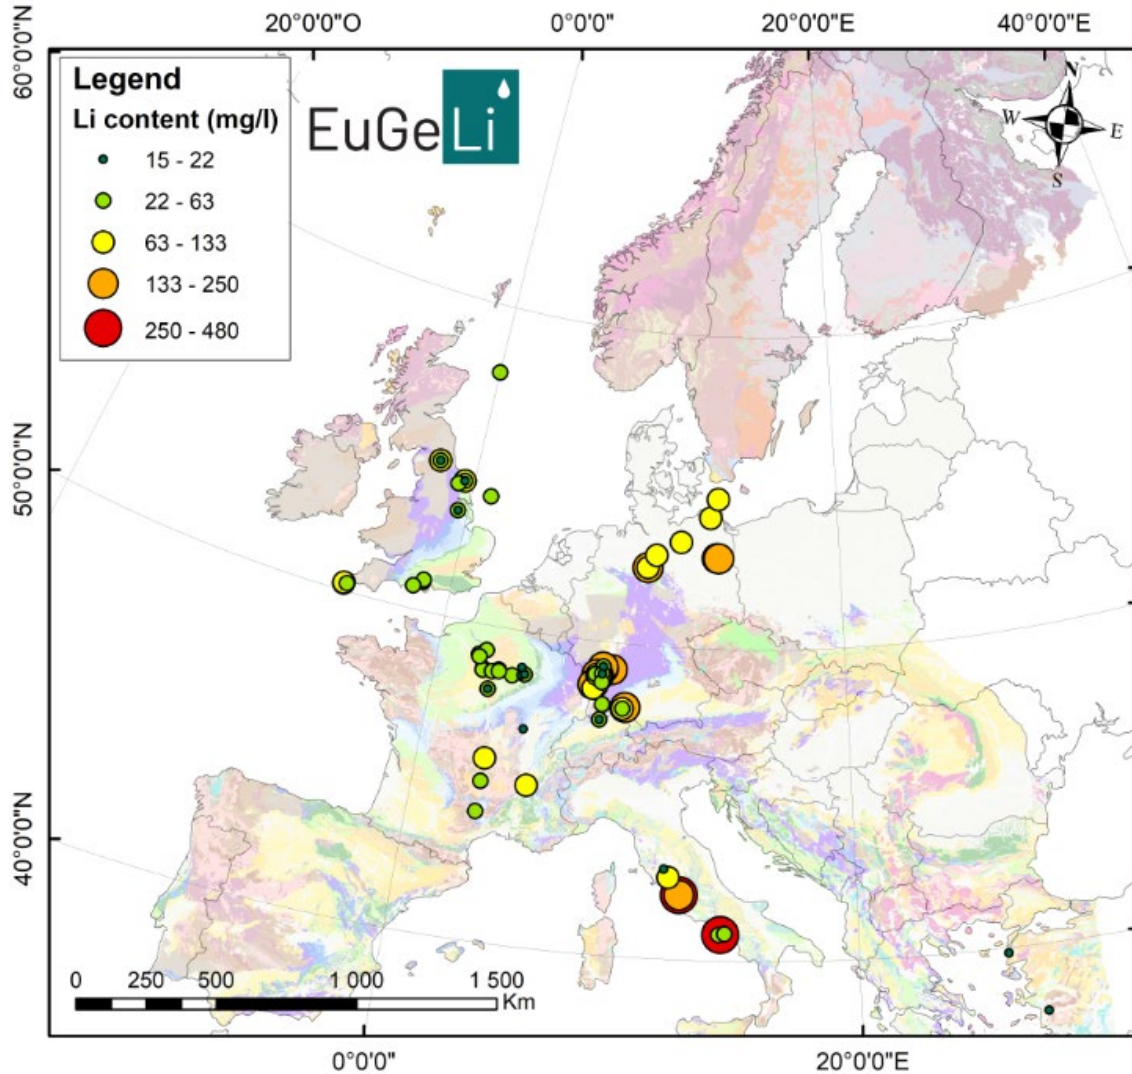 20°0'0"O 0°0'0" 20°0'0"E 40°0'0"E
60°0'0"N
Legend
Li content (mg/l)
15 - 22
22 - 63
63 - 133
133 - 250
250 - 480
EuGeLi
N
W E
S
50°0'0"N
40°0'0"N
0 250 500 1 000 1 500
Km
0°0'0" 20°0'0"E